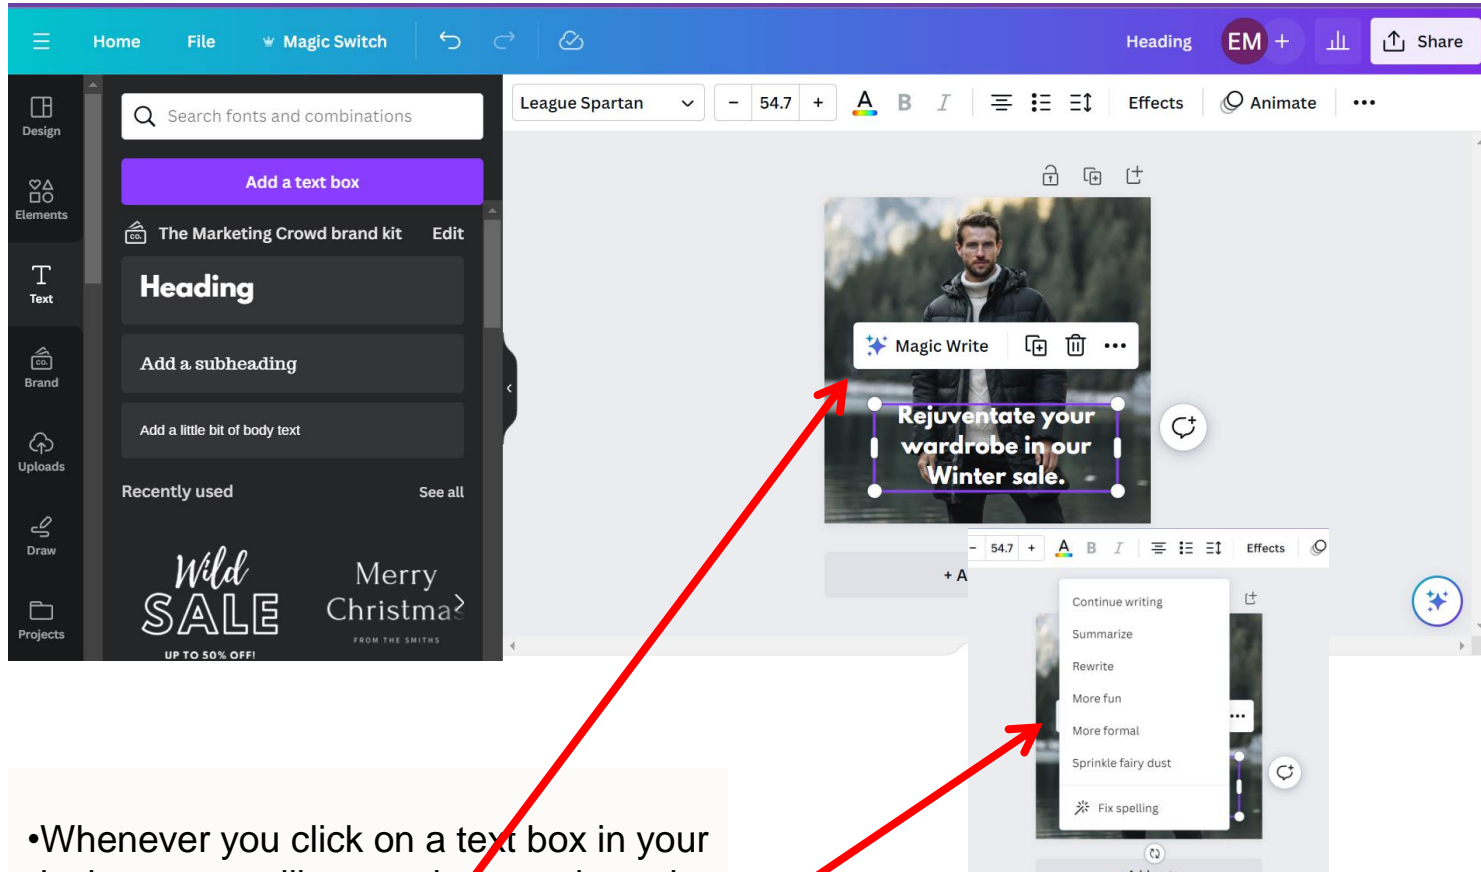 Home File Magic Switch Heading EM + Share
Design
Elements
Text
Brand
Uploads
Draw
Projects
Search fonts and combinations
Add a text box
CO. The Marketing Crowd brand kit Edit
Heading
Add a subheading
Add a little bit of body text
Recently used See all
Wild
SALE
UP TO 50% OFF!
Merry
Christmas
FROM THE SMITHS
League Spartan - 54.7 + A B I Effects Animate
Magic Write
Rejuventate your
wardrobe in our
Winter sale.
+ A
- 54.7 + A B I Effects
Continue writing
Summarize
Rewrite
More fun
More formal
Sprinkle fairy dust
Fix spelling
•Whenever you click on a text box in your